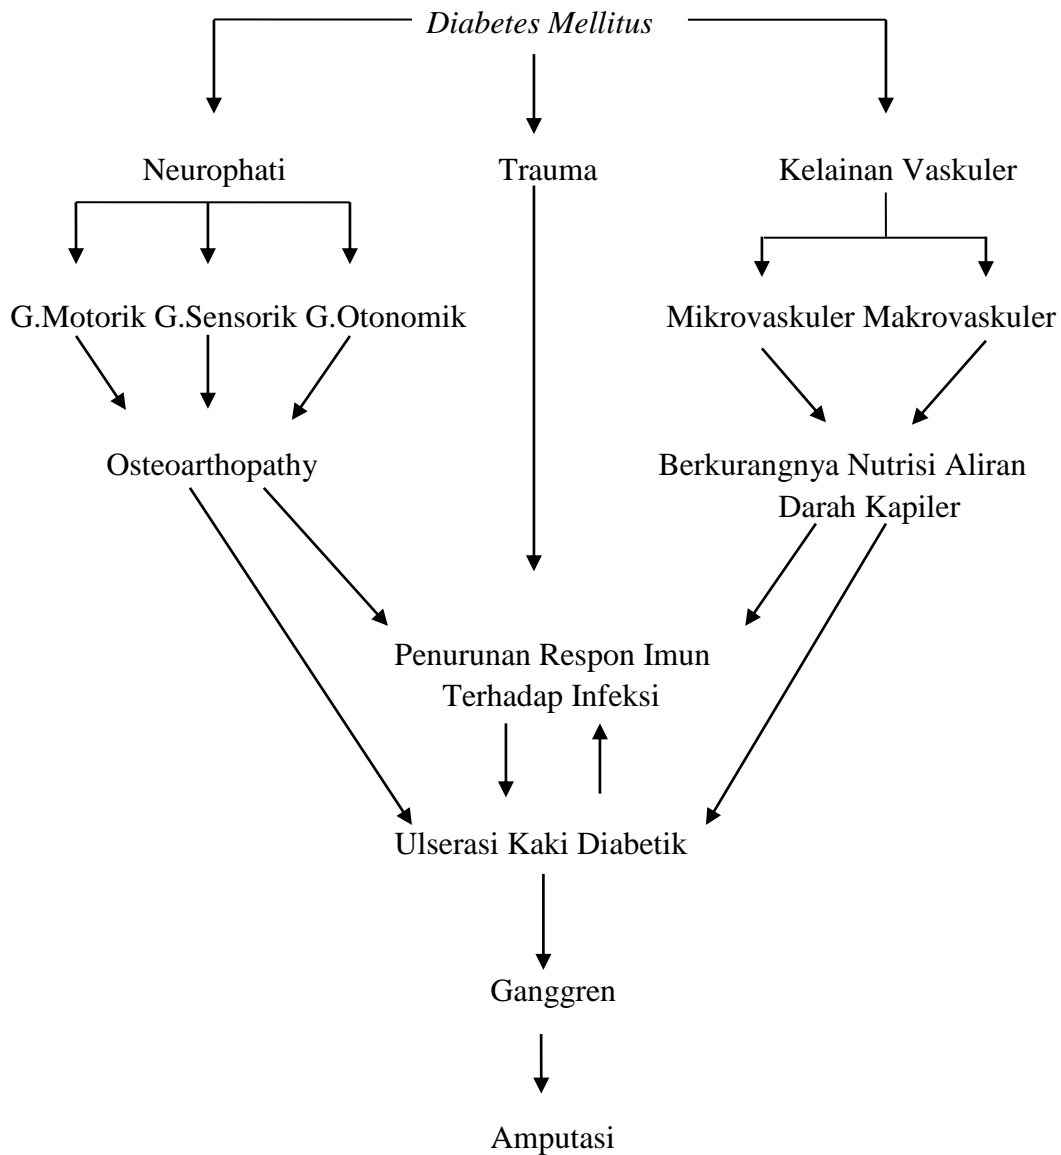 Diabetes Mellitus
Neurophati Trauma Kelainan Vaskuler
G.Motorik G.Sensorik G.Otonomik Mikrovaskuler Makrovaskuler
Osteoarthopathy Berkurangnya Nutrisi Aliran
Darah Kapiler
Penurunan Respon Imun
Terhadap Infeksi
Ulserasi Kaki Diabetik
Ganggren
Amputasi